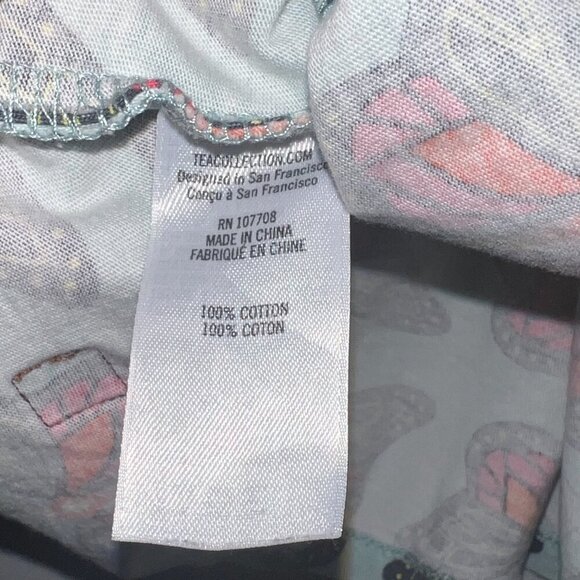 TEACOLLECTION.COM
Designed in San Francisco
Conçu à San Francisco
RN 107708
MADE IN CHINA
FABRIQUÉ EN CHINE
100% COTTON
100% COTON